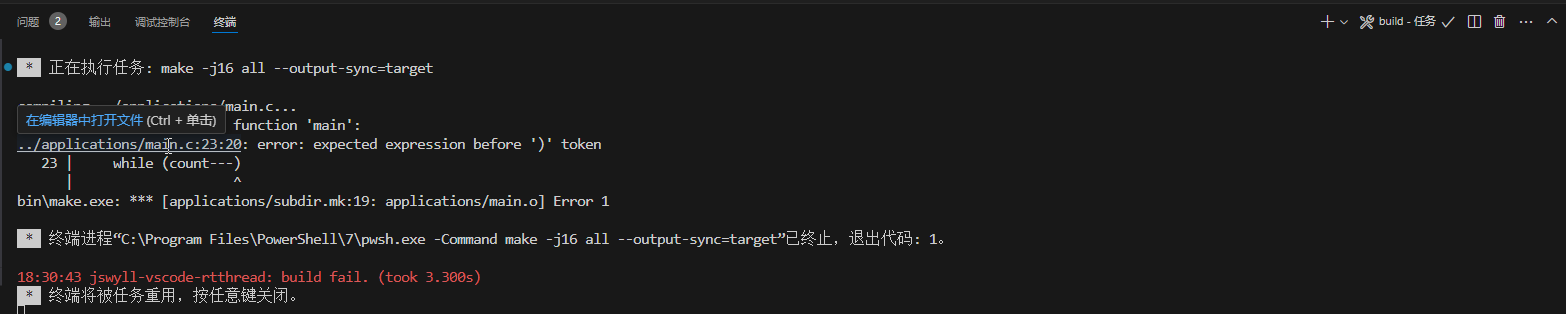 问题 2 输出 调试控制台 终端 build - 任务
* 正在执行任务: make -j16 all --output-sync=target
main.c...
在编辑器中打开文件 (Ctrl + 单击) function 'main':
../applications/main.c:23:20: error: expected expression before ')' token
23 | while (count---)
| ^
bin\make.exe: *** [applications/subdir.mk:19: applications/main.o] Error 1
* 终端进程“C:\Program Files\PowerShell\7\pwsh.exe -Command make -j16 all --output-sync=target”已终止，退出代码: 1。
18:30:43 jswyll-vscode-rtthread: build fail. (took 3.300s)
* 终端将被任务重用，按任意键关闭。